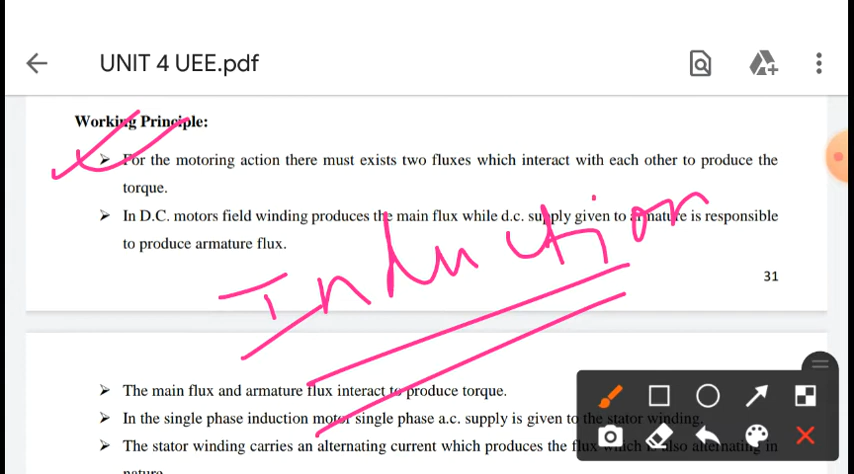 UNIT 4 UEE.pdf
Working Principle:
➢ For the motoring action there must exists two fluxes which interact with each other to produce the
torque.
➢ In D.C. motors field winding produces the main flux while d.c. supply given to armature is responsible
to produce armature flux.
Induction
31
➢ The main flux and armature flux interact to produce torque.
➢ In the single phase induction motor single phase a.c. supply is given to the stator winding.
➢ The stator winding carries an alternating current which produces the flux which is also alternating in
nature